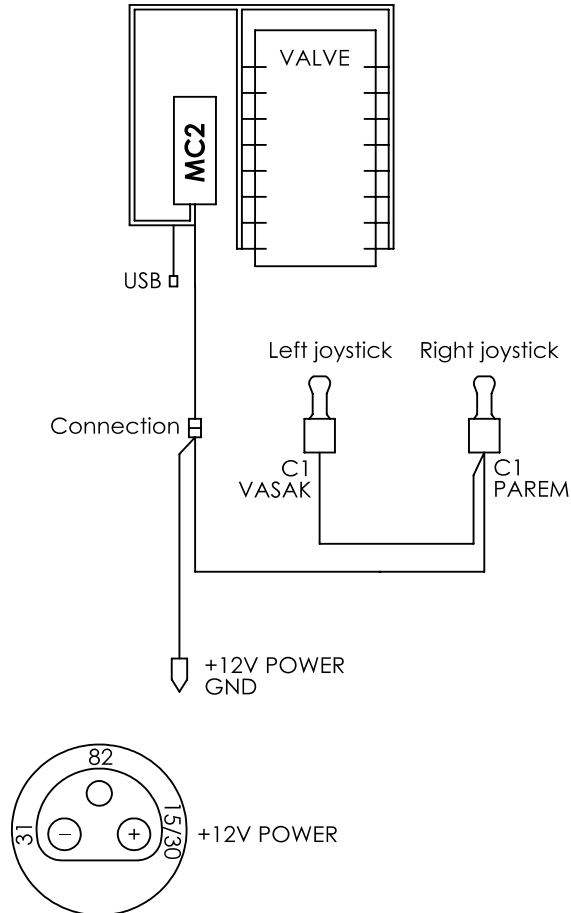 VALVE
MC2
USB
Left joystick
Right joystick
Connection
C1
VASAK
C1
PAREM
+12V POWER
GND
82
31
15/30
− +
+12V POWER